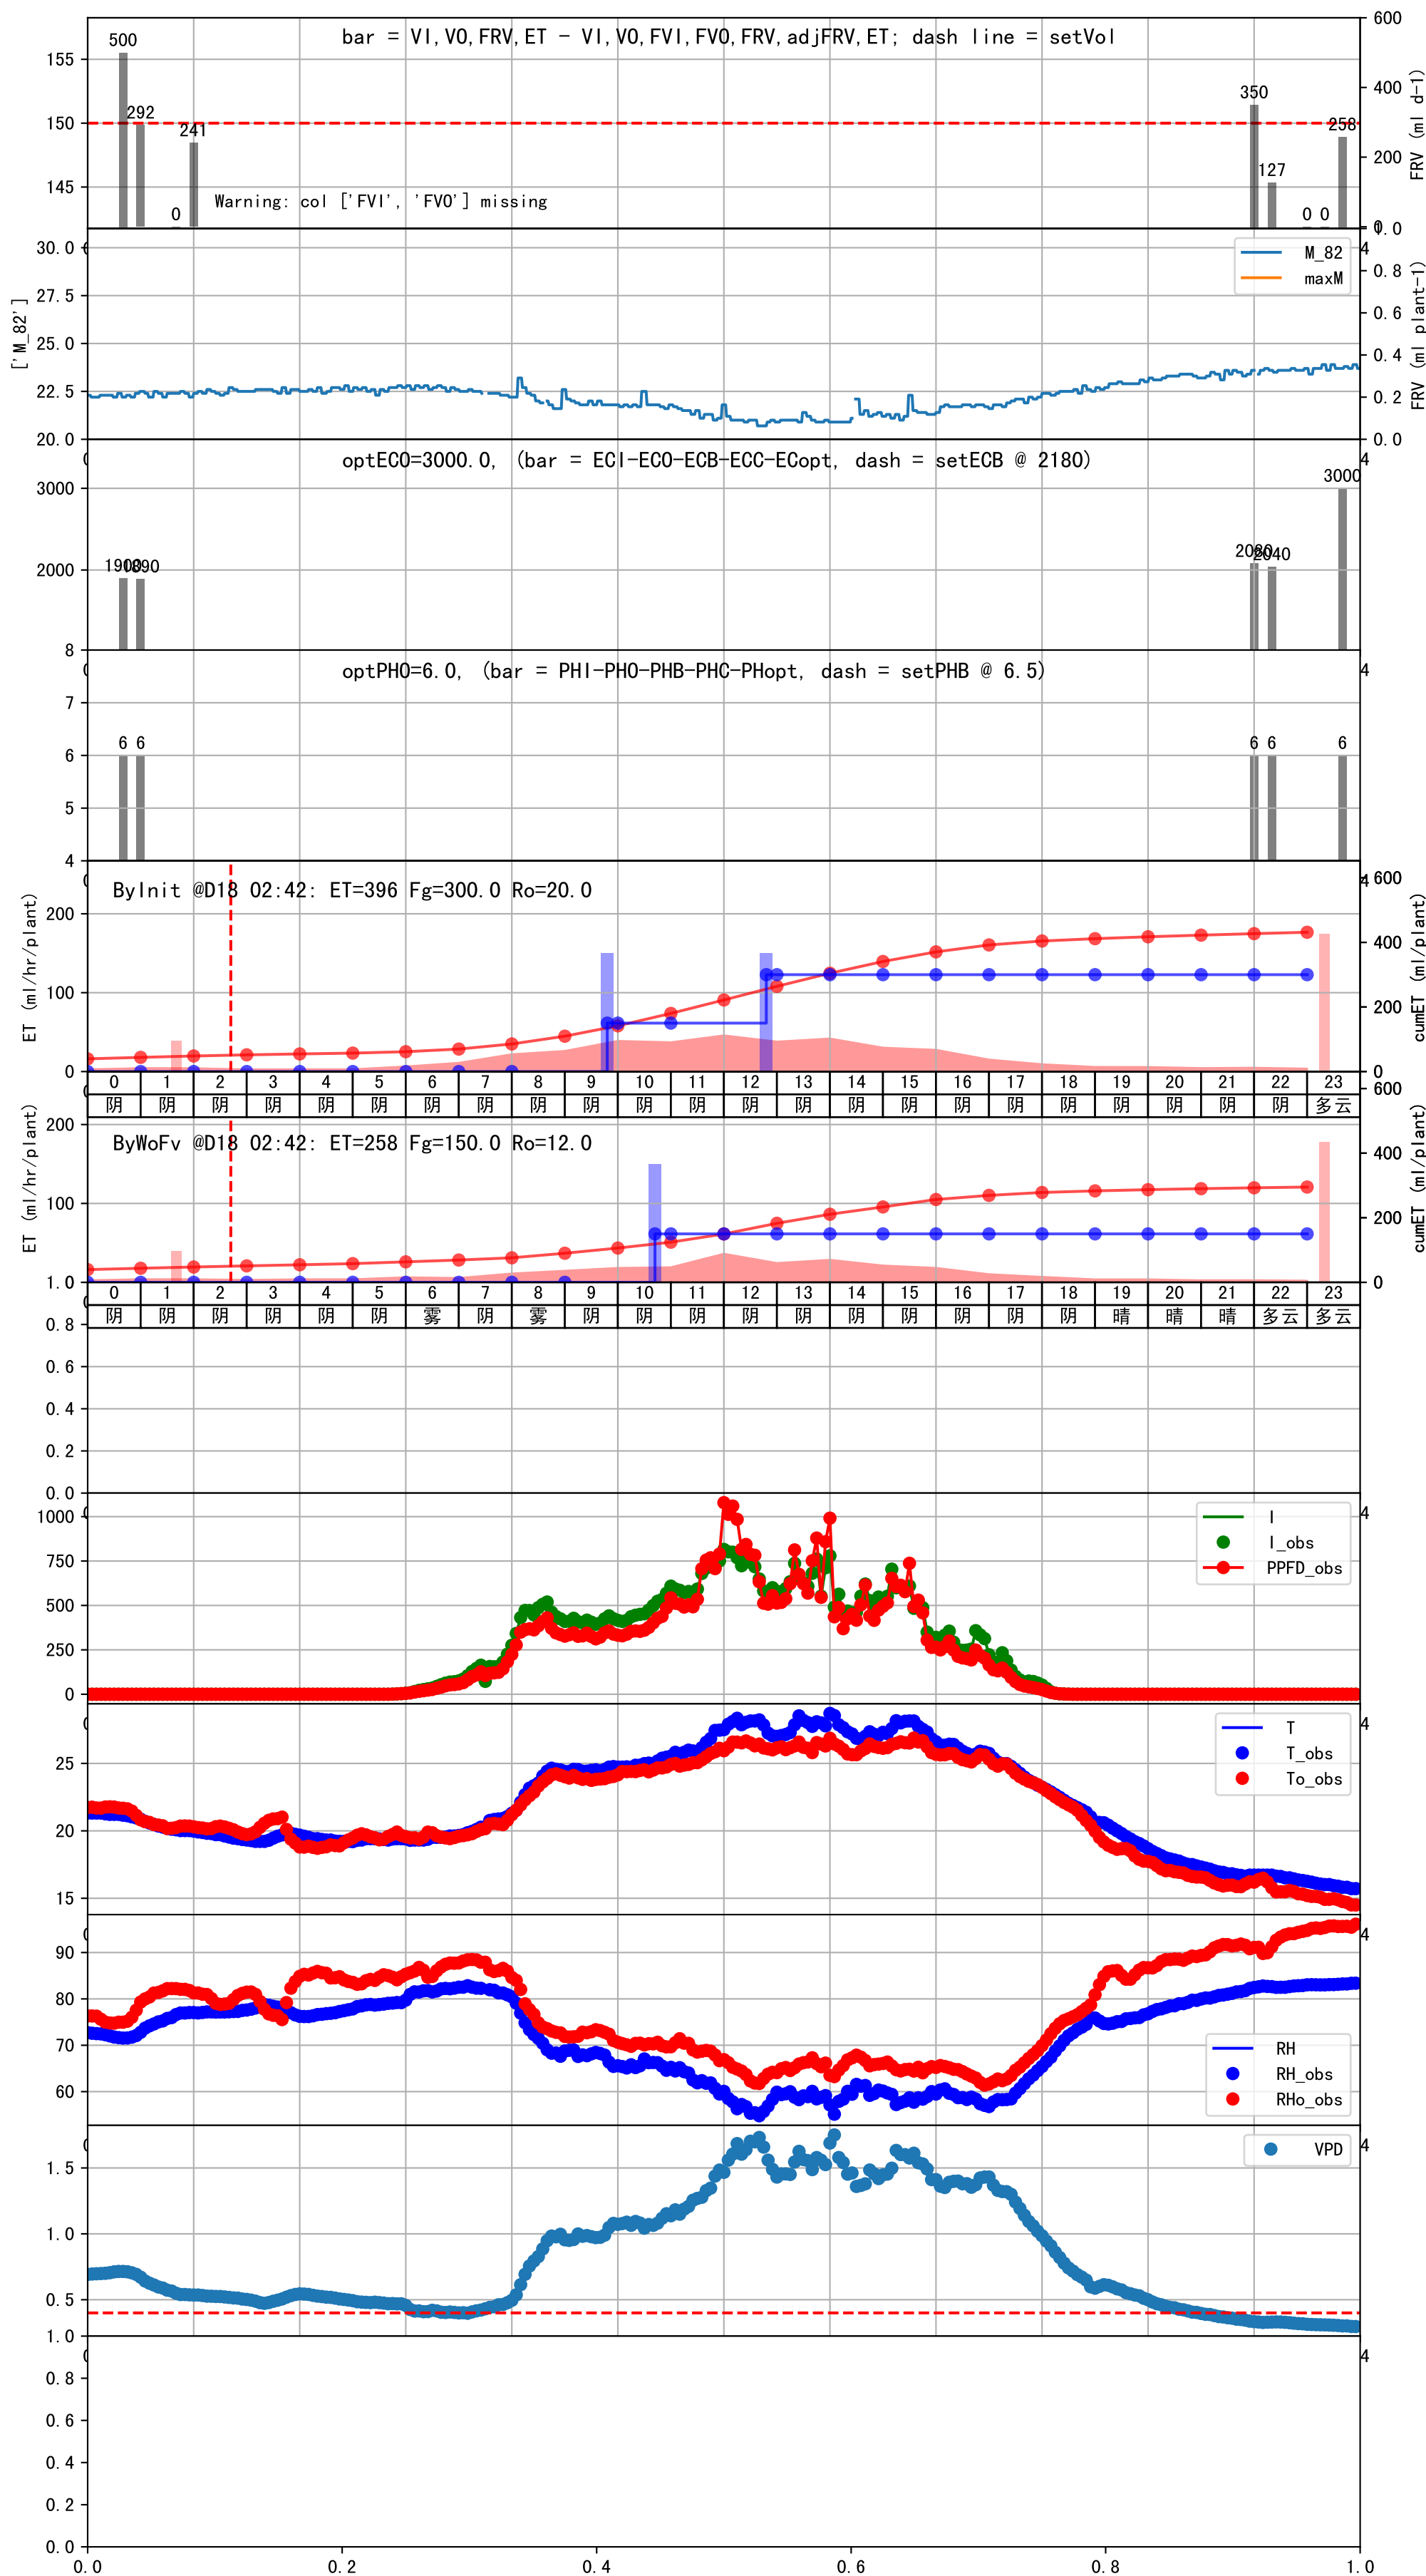 bar = VI,VO,FRV,ET - VI,VO,FVI,FVO,FRV,adjFRV,ET; dash line = setVol
155
150
145
500
292
0
241
350
127
0 0
258
Warning: col ['FVI', 'FVO'] missing
600
400
200
0
FRV (ml d-1)
['M_82']
30.0
27.5
25.0
22.5
20.0
M_82
maxM
1.0
0.8
0.6
0.4
0.2
0.0
FRV (ml plant-1)
4
optECO=3000.0, (bar = ECI-ECO-ECB-ECC-ECopt, dash = setECB @ 2180)
3000
2000
1900
1890
2080
2040
3000
4
optPHO=6.0, (bar = PHI-PHO-PHB-PHC-PHopt, dash = setPHB @ 6.5)
8
7
6
5
4
6 6
6 6
6
4
ByInit @D18 02:42: ET=396 Fg=300.0 Ro=20.0
ET (ml/hr/plant)
200
100
0
600
400
200
0
cumET (ml/plant)
0 1 2 3 4 5 6 7 8 9 10 11 12 13 14 15 16 17 18 19 20 21 22 23
阴 阴 阴 阴 阴 阴 阴 阴 阴 阴 阴 阴 阴 阴 阴 阴 阴 阴 阴 阴 阴 阴 阴 多云
ByWoFv @D18 02:42: ET=258 Fg=150.0 Ro=12.0
ET (ml/hr/plant)
200
100
600
400
200
0
cumET (ml/plant)
0 1 2 3 4 5 6 7 8 9 10 11 12 13 14 15 16 17 18 19 20 21 22 23
阴 阴 阴 阴 阴 阴 雾 阴 雾 阴 阴 阴 阴 阴 阴 阴 阴 阴 阴 晴 晴 晴 多云 多云
1.0
0.8
0.6
0.4
0.2
0.0
4
1000
750
500
250
0
I
I_obs
PPFD_obs
4
25
20
15
T
T_obs
To_obs
4
90
80
70
60
RH
RH_obs
RHo_obs
4
1.5
1.0
0.5
VPD
4
1.0
0.8
0.6
0.4
0.2
0.0
0.0 0.2 0.4 0.6 0.8 1.0